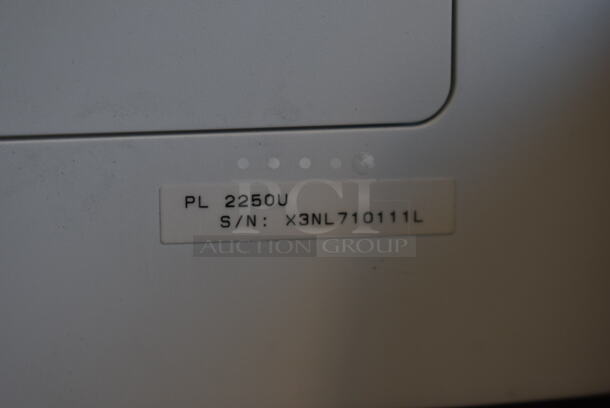 PL 2250U
S/N: X3NL710111L
PCI
AUCTION GROUP